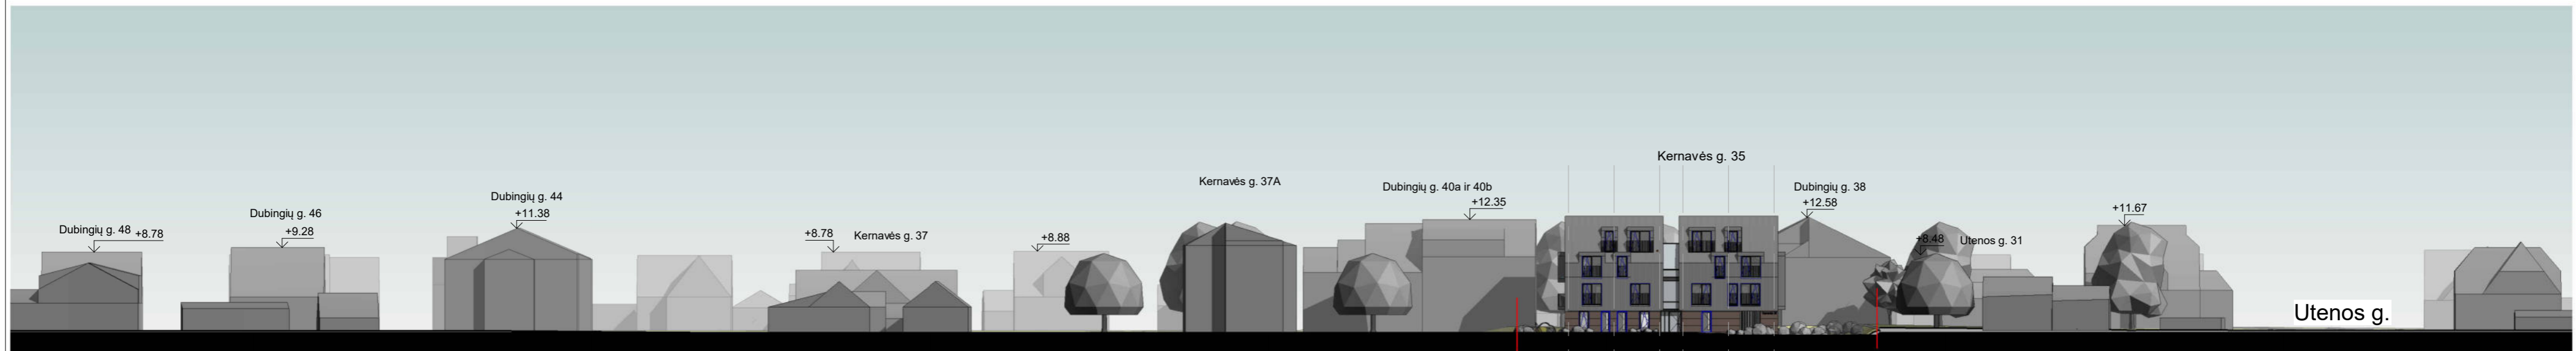 Dubingių g. 48
+8.78
Dubingių g. 46
+9.28
Dubingių g. 44
+11.38
+8.78
Kernavės g. 37
+8.88
Kernavės g. 37A
Dubingių g. 40a ir 40b
+12.35
Kernavės g. 35
Dubingių g. 38
+12.58
+8.48
Utenos g. 31
+11.67
Utenos g.